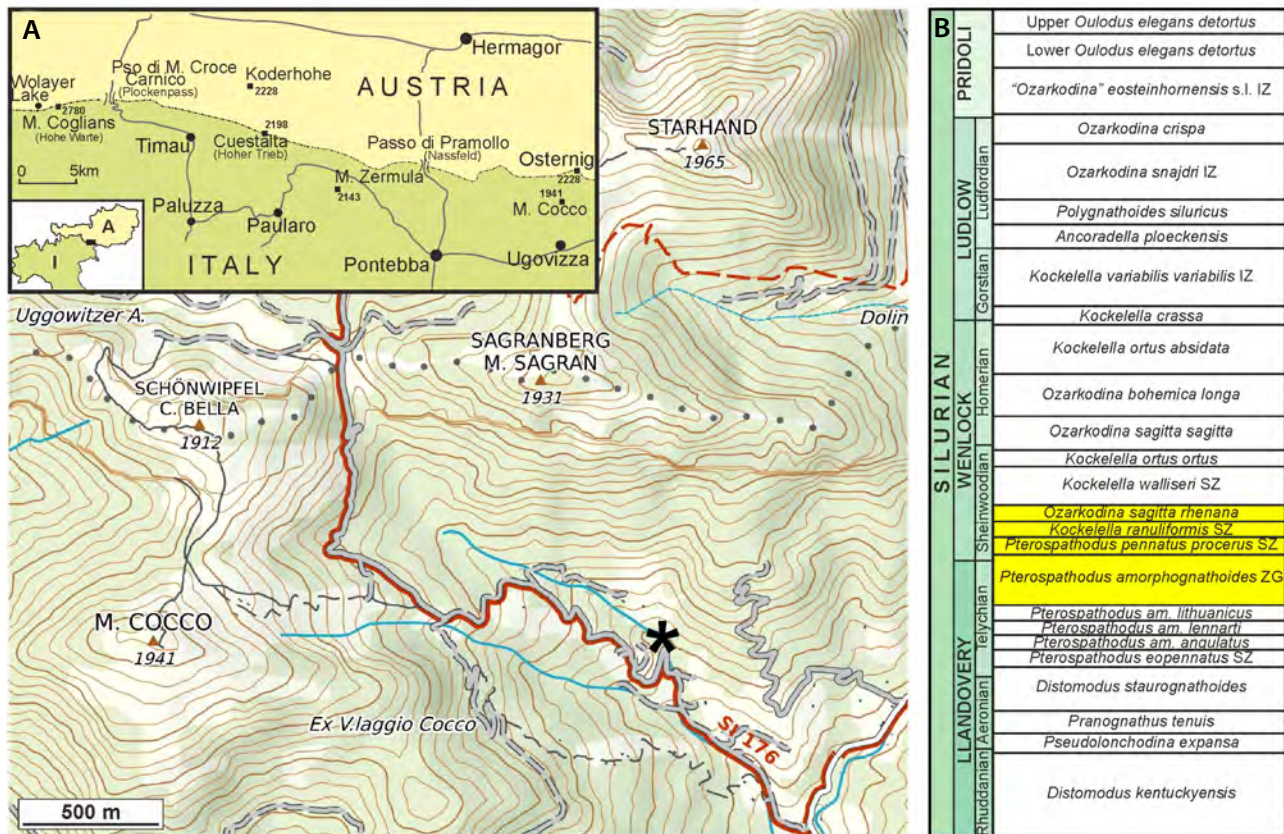 A
Hermagor
Pso di M. Croce
Carnico
(Plockenpass)
Koderhohe
2228
AUSTRIA
Wolayer
Lake
2780
M. Coglians
(Hohe Warte)
2198
Cuestalta
(Hoher Trieb)
Timau
Passo di Pramollo
(Nassfeld)
Osternig
2228
M. Zermula
2143
1941
M. Cocco
0 5km
Paluzza
Paularo
A
I
ITALY
Pontebba
Ugovizza
STARHAND
1965
Uggowitzer A.
Dolin
SAGRANBERG
M. SAGRAN
1931
SCHÖNWIPFEL
C. BELLA
1912
M. COCCO
1941
*
Ex V.laggio Cocco
SI 176
500 m
B
SILURIAN
PRIDOLI
Upper Oulodus elegans detortus
Lower Oulodus elegans detortus
“Ozarkodina” eosteinhornensis s.l. IZ
LUDLOW
Ludfordian
Ozarkodina crispa
Ozarkodina snajdri IZ
Polygnathoides siluricus
Ancoradella ploeckensis
Gorstian
Kockelella variabilis variabilis IZ
Kockelella crassa
WENLOCK
Homerian
Kockelella ortus absidata
Ozarkodina bohemica longa
Ozarkodina sagitta sagitta
Sheinwoodian
Kockelella ortus ortus
Kockelella walliseri SZ
Ozarkodina sagitta rhenana
Kockelella ranuliformis SZ
Pterospathodus pennatus procerus SZ
LLANDOVERY
Telychian
Pterospathodus amorphognathoides ZG
Pterospathodus am. lithuanicus
Pterospathodus am. lennarti
Pterospathodus am. angulatus
Pterospathodus eopennatus SZ
Aeronian
Distomodus staurognathoides
Pranognathus tenuis
Pseudolonchodina expansa
Rhuddanian
Distomodus kentuckyensis